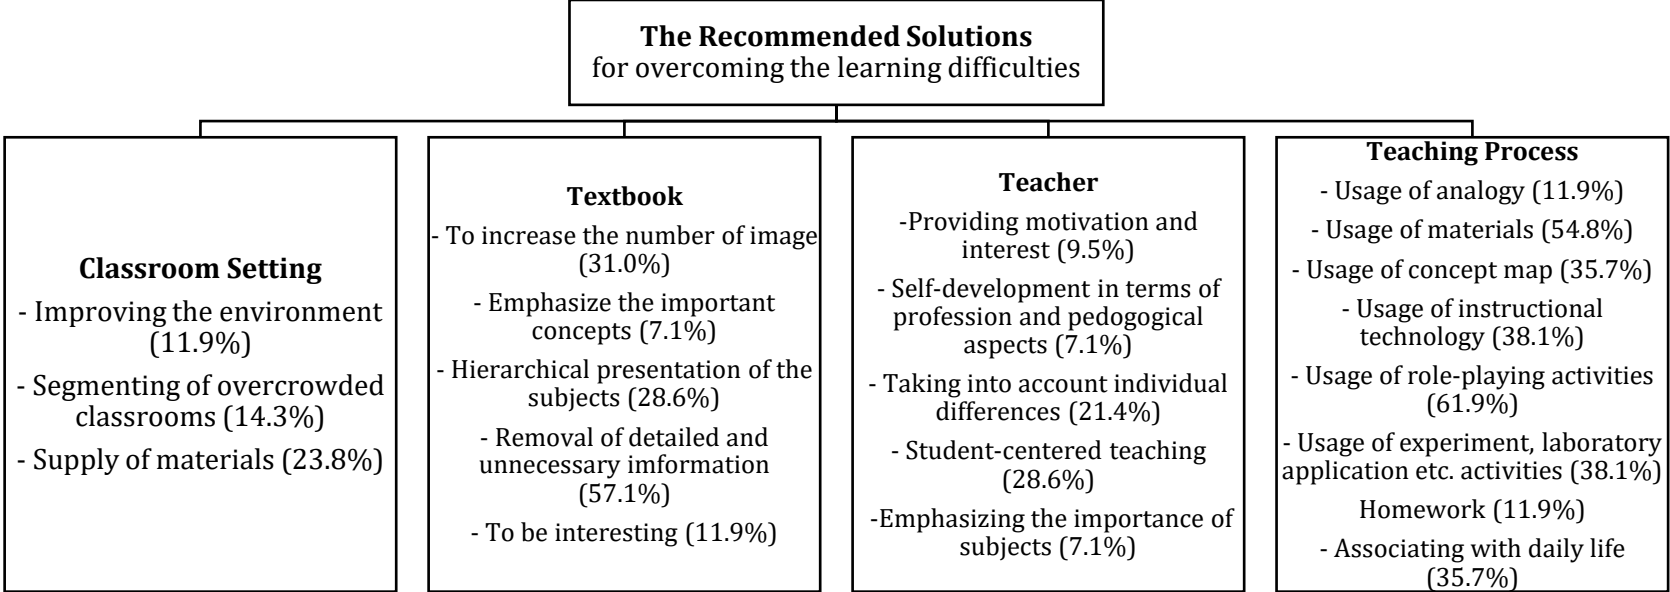 The Recommended Solutions
for overcoming the learning difficulties
Classroom Setting
- Improving the environment
(11.9%)
- Segmenting of overcrowded
classrooms (14.3%)
- Supply of materials (23.8%)
Textbook
- To increase the number of image
(31.0%)
- Emphasize the important
concepts (7.1%)
- Hierarchical presentation of the
subjects (28.6%)
- Removal of detailed and
unnecessary imformation
(57.1%)
- To be interesting (11.9%)
Teacher
-Providing motivation and
interest (9.5%)
- Self-development in terms of
profession and pedogogical
aspects (7.1%)
- Taking into account individual
differences (21.4%)
- Student-centered teaching
(28.6%)
-Emphasizing the importance of
subjects (7.1%)
Teaching Process
- Usage of analogy (11.9%)
- Usage of materials (54.8%)
- Usage of concept map (35.7%)
- Usage of instructional
technology (38.1%)
- Usage of role-playing activities
(61.9%)
- Usage of experiment, laboratory
application etc. activities (38.1%)
Homework (11.9%)
- Associating with daily life
(35.7%)